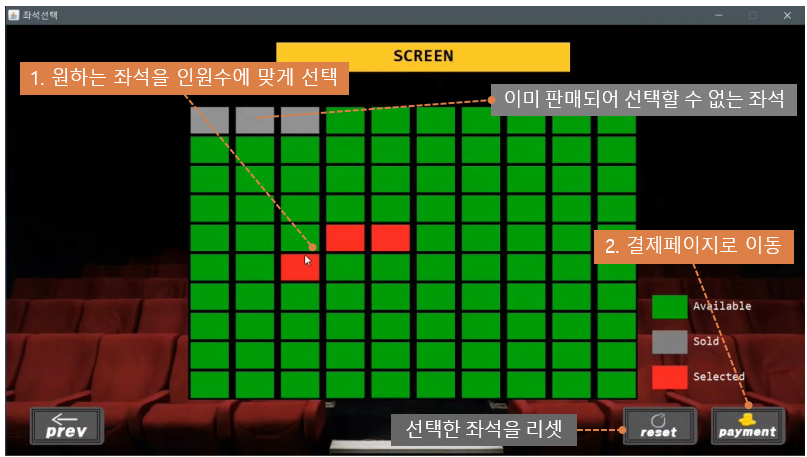 좌석선택
SCREEN
1. 원하는 좌석을 인원수에 맞게 선택
이미 판매되어 선택할 수 없는 좌석
2. 결제페이지로 이동
Available
Sold
Selected
prev
선택한 좌석을 리셋
reset
payment